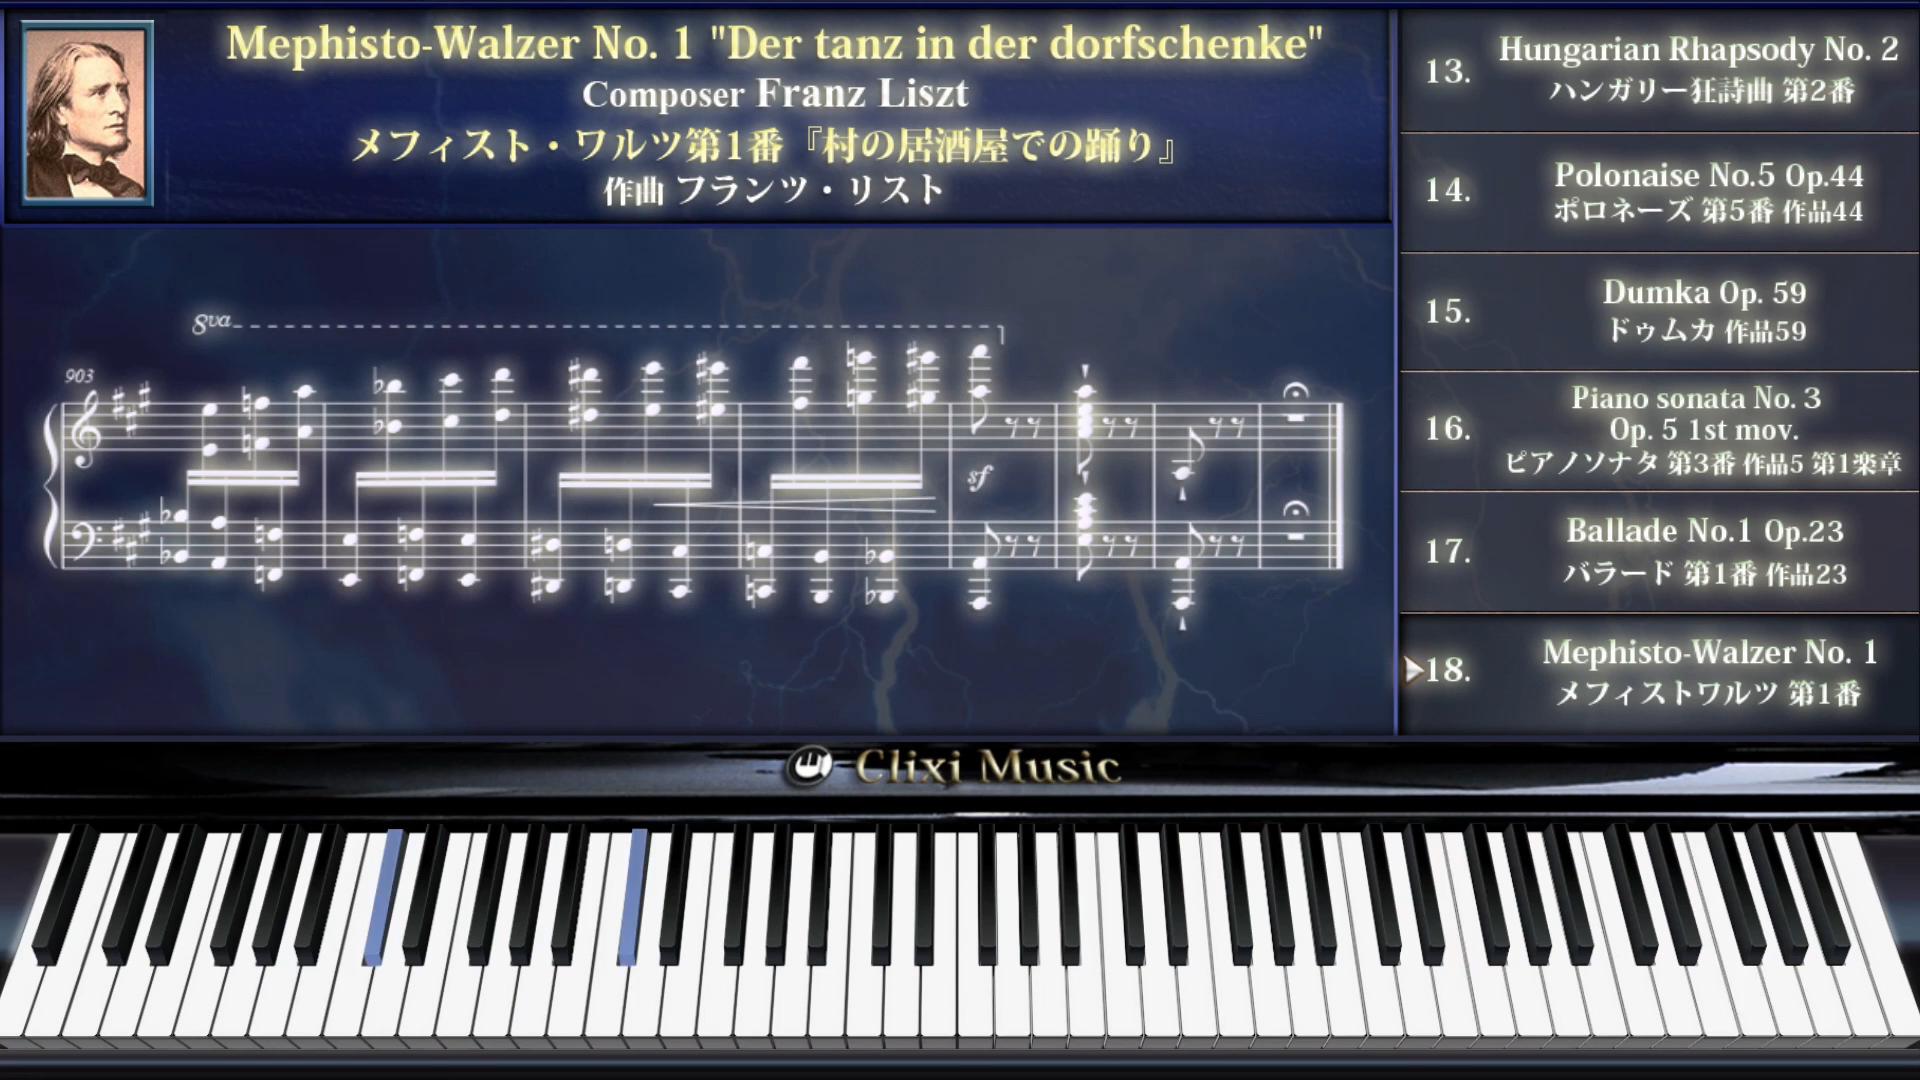 Mephisto-Walzer No. 1 "Der tanz in der dorfschenke"
Composer Franz Liszt
メフィスト・ワルツ第1番『村の居酒屋での踊り』
作曲 フランツ・リスト
8va
903
sf
13. Hungarian Rhapsody No. 2
ハンガリー狂詩曲 第2番
14. Polonaise No.5 Op.44
ポロネーズ 第5番 作品44
15. Dumka Op. 59
ドゥムカ 作品59
16. Piano sonata No. 3
Op. 5 1st mov.
ピアノソナタ 第3番 作品5 第1楽章
17. Ballade No.1 Op.23
バラード 第1番 作品23
18. Mephisto-Walzer No. 1
メフィストワルツ 第1番
Clixi Music